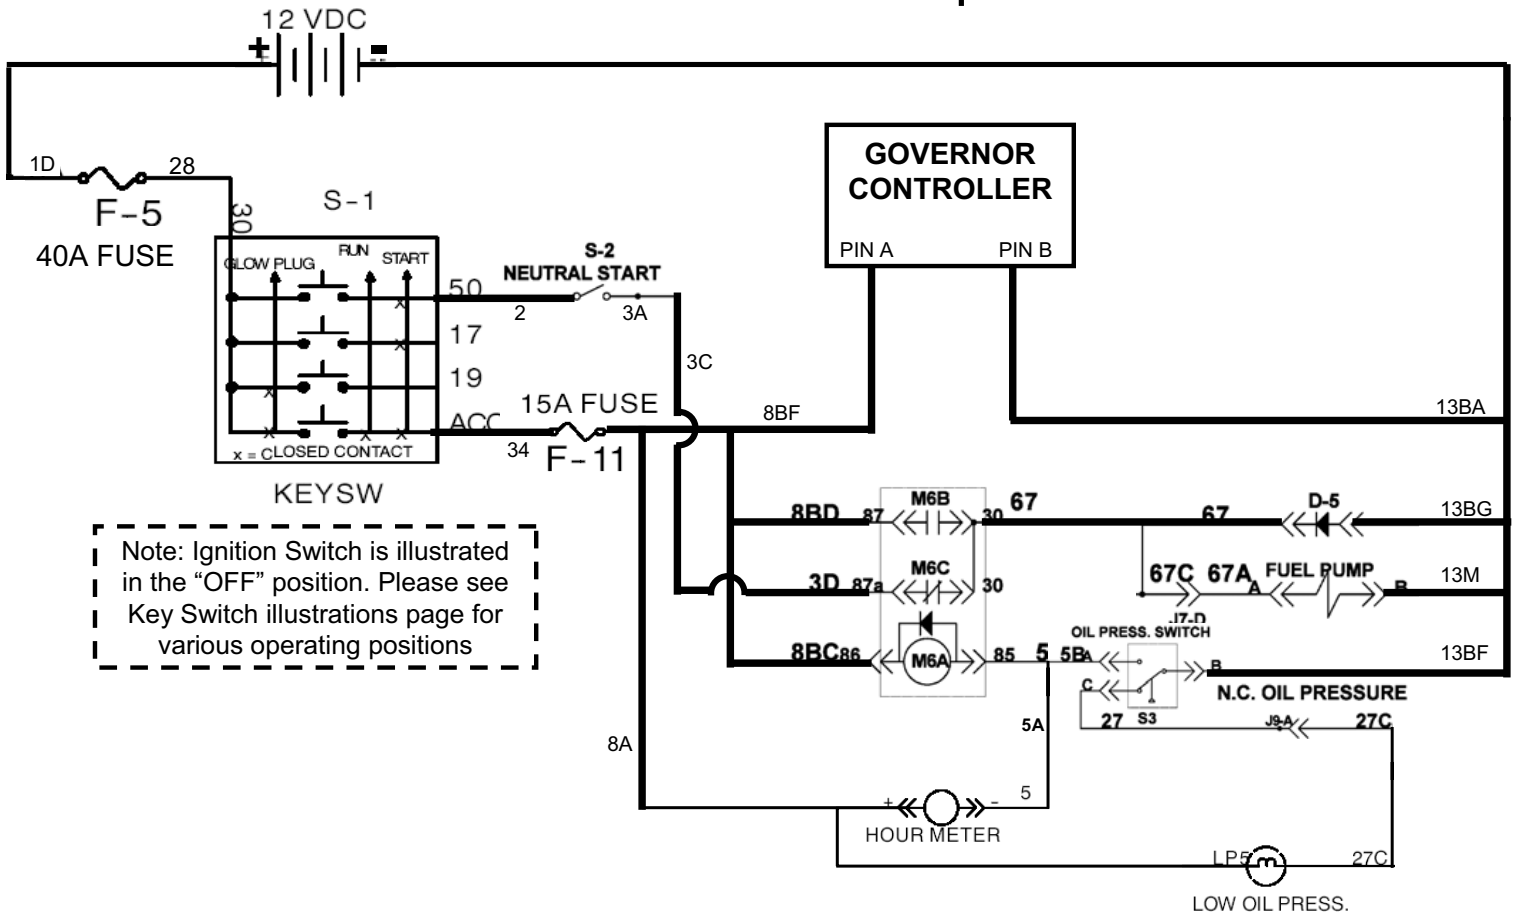 12 VDC
+
-
1D
28
F-5
40A FUSE
30
S-1
GLOW PLUG
RUN
START
50
17
19
ACC
x
x
x
x
x
x
x = CLOSED CONTACT
KEYSW
S-2
NEUTRAL START
2
3A
3C
15A FUSE
34
F-11
8BF
GOVERNOR
CONTROLLER
PIN A
PIN B
13BA
Note: Ignition Switch is illustrated
in the “OFF” position. Please see
Key Switch illustrations page for
various operating positions
8BD
87
M6B
30
67
67
D-5
13BG
3D
87a
M6C
30
67C
67A
A
FUEL PUMP
B
13M
J7-D
OIL PRESS. SWITCH
8BC
86
M6A
85
5
5B
A
B
13BF
C
N.C. OIL PRESSURE
27
S3
J9-A
27C
5A
8A
+
-
5
HOUR METER
LP5
27C
LOW OIL PRESS.